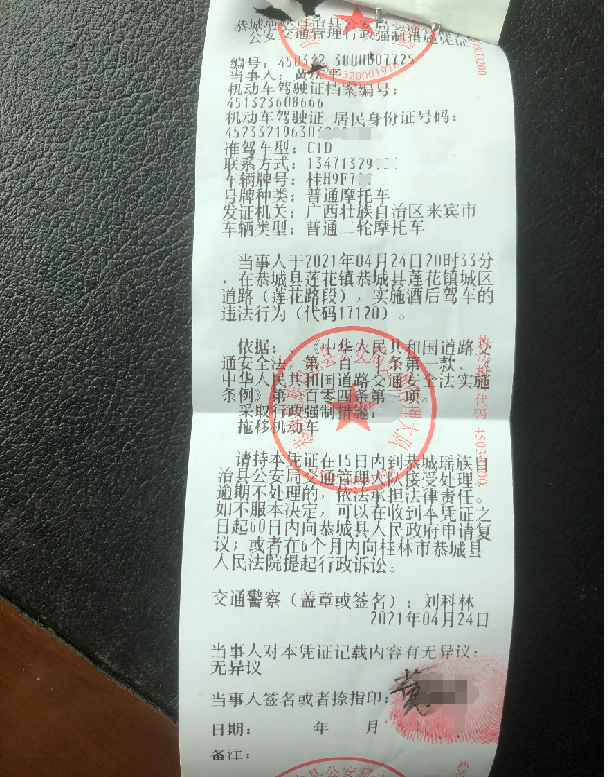 公安交通管理行政强制措施凭证
编号：450332
当事人：黄
机动车驾驶证档案编号：
451323608666
机动车驾驶证 居民身份证号码：
准驾车型：C1D
联系方式：13471329
车辆牌号：桂H9F7
号牌种类：普通摩托车
发证机关：广西壮族自治区来宾市
车辆类型：普通二轮摩托车
当事人于2021年04月24日20时33分
，在恭城县莲花镇恭城县莲花镇城区
道路（莲花路段），实施酒后驾车的
违法行为（代码17120）。
依据：《中华人民共和国道路交
通安全法》第一百一十条第一款、
中华人民共和国道路交通安全法实施
条例》第一百零四条第三项。
采取行政强制措施：
拖移机动车
请持本凭证在15日内到恭城瑶族自
治县公安局交通管理大队接受处理。
逾期不处理的，依法承担法律责任。
如不服本决定，可以在收到本凭证之
日起60日内向恭城县人民政府申请复
议；或者在6个月内向桂林市恭城县
人民法院提起行政诉讼。
交通警察（盖章或签名）：刘科林
2021年04月24日
当事人对本凭证记载内容有无异议：
无异议
当事人签名或者捺指印：
日期： 年 月
备注：